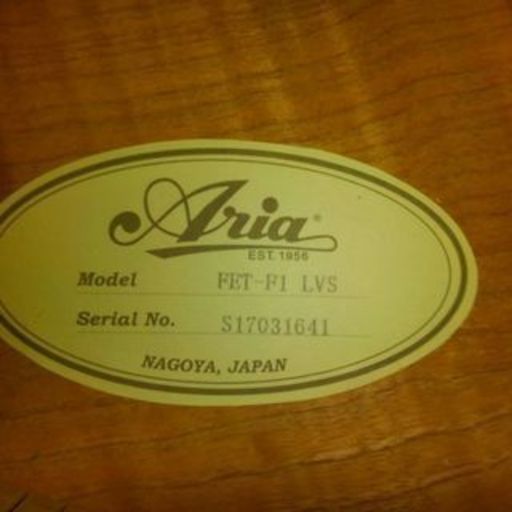 Aria®
EST. 1956
Model FET-F1 LVS
Serial No. S17031641
NAGOYA, JAPAN